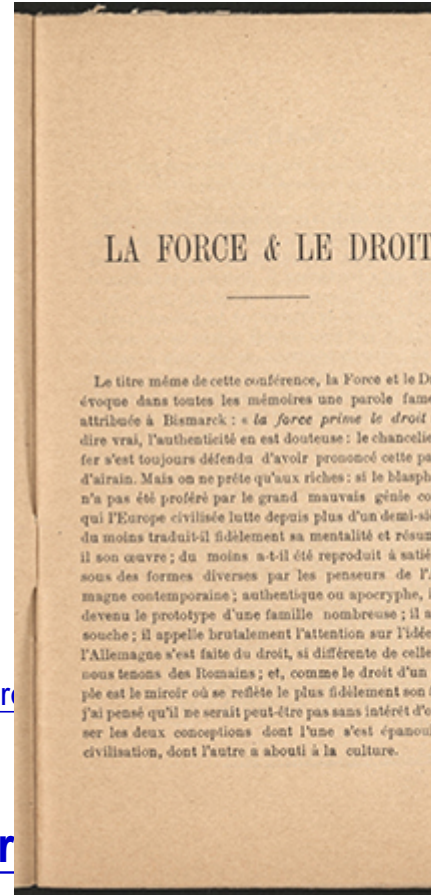 LA FORCE & LE DROIT
Le titre même de cette conférence, la Force et le D
évoque dans toutes les mémoires une parole fame
attribuée à Bismarck : « la force prime le droit
dire vrai, l'authenticité en est douteuse : le chancelie
fer s'est toujours défendu d'avoir prononcé cette pa
d'airain. Mais on ne prête qu'aux riches : si le blasph
n'a pas été proféré par le grand mauvais génie co
qui l'Europe civilisée lutte depuis plus d'un demi-siè
du moins traduit-il fidèlement sa mentalité et résum
il son œuvre ; du moins a-t-il été reproduit à satié
sous des formes diverses par les penseurs de l'A
magne contemporaine ; authentique ou apocryphe, i
devenu le prototype d'une famille nombreuse ; il a
souche ; il appelle brutalement l'attention sur l'idée
l'Allemagne s'est faite du droit, si différente de celle
nous tenons des Romains ; et, comme le droit d'un
ple est le miroir où se reflète le plus fidèlement son
j'ai pensé qu'il ne serait peut-être pas sans intérêt d'o
ser les deux conceptions dont l'une s'est épanoui
civilisation, dont l'autre a abouti à la culture.
r